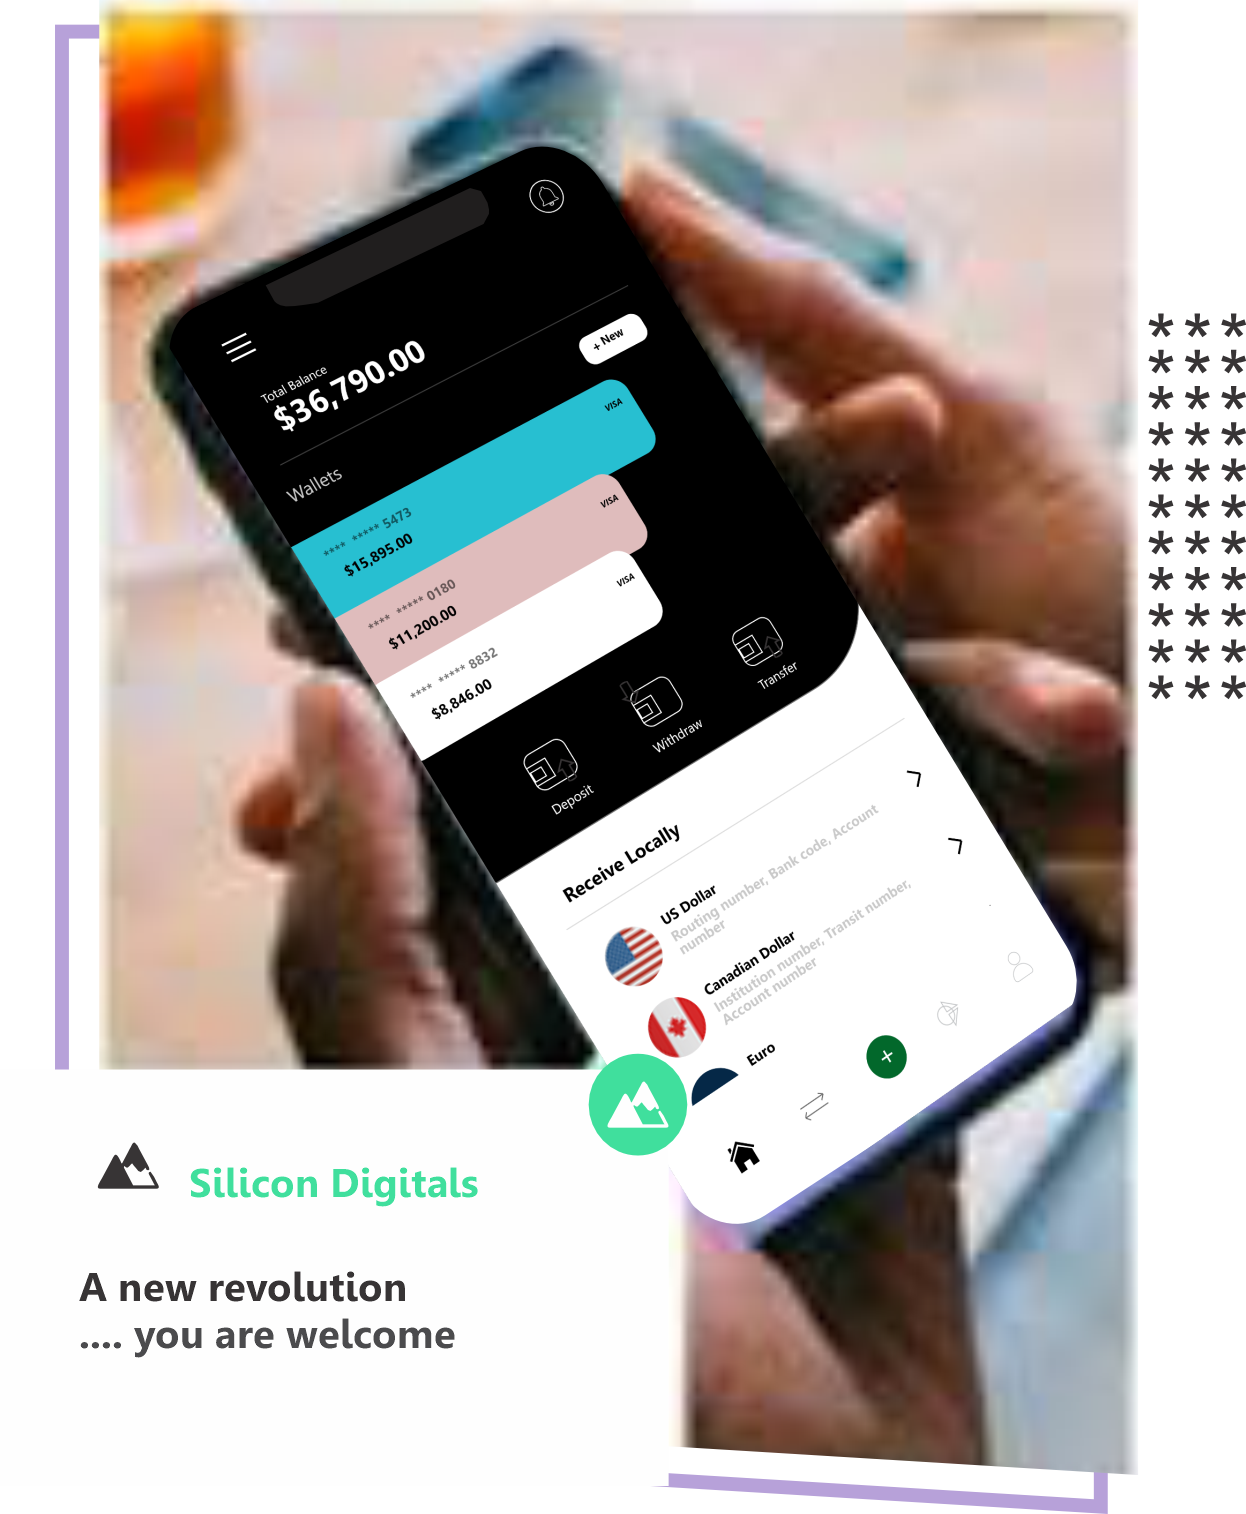 Total Balance
$36,790.00
+ New
Wallets
VISA
**** ***** 5473
$15,895.00
VISA
**** ***** 0180
$11,200.00
VISA
**** ***** 8832
$8,846.00
Deposit
Withdraw
Transfer
Receive Locally
US Dollar
Routing number, Bank code, Account
number
Canadian Dollar
Institution number, Transit number,
Account number
Euro
* * *
* * *
* * *
* * *
* * *
* * *
* * *
* * *
* * *
* * *
* * *
Silicon Digitals
A new revolution
.... you are welcome